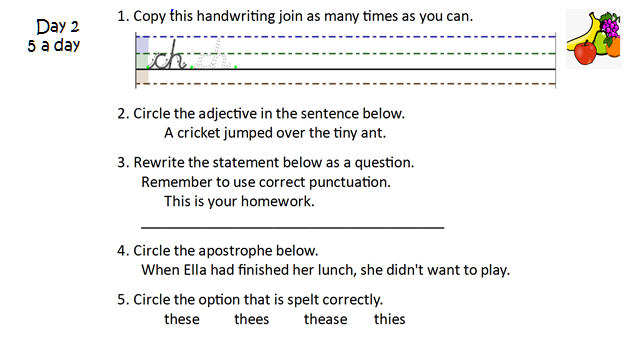 Day 2
5 a day
1. Copy this handwriting join as many times as you can.
ch ch
2. Circle the adjective in the sentence below.
A cricket jumped over the tiny ant.
3. Rewrite the statement below as a question.
Remember to use correct punctuation.
This is your homework.
4. Circle the apostrophe below.
When Ella had finished her lunch, she didn't want to play.
5. Circle the option that is spelt correctly.
these thees thease thies